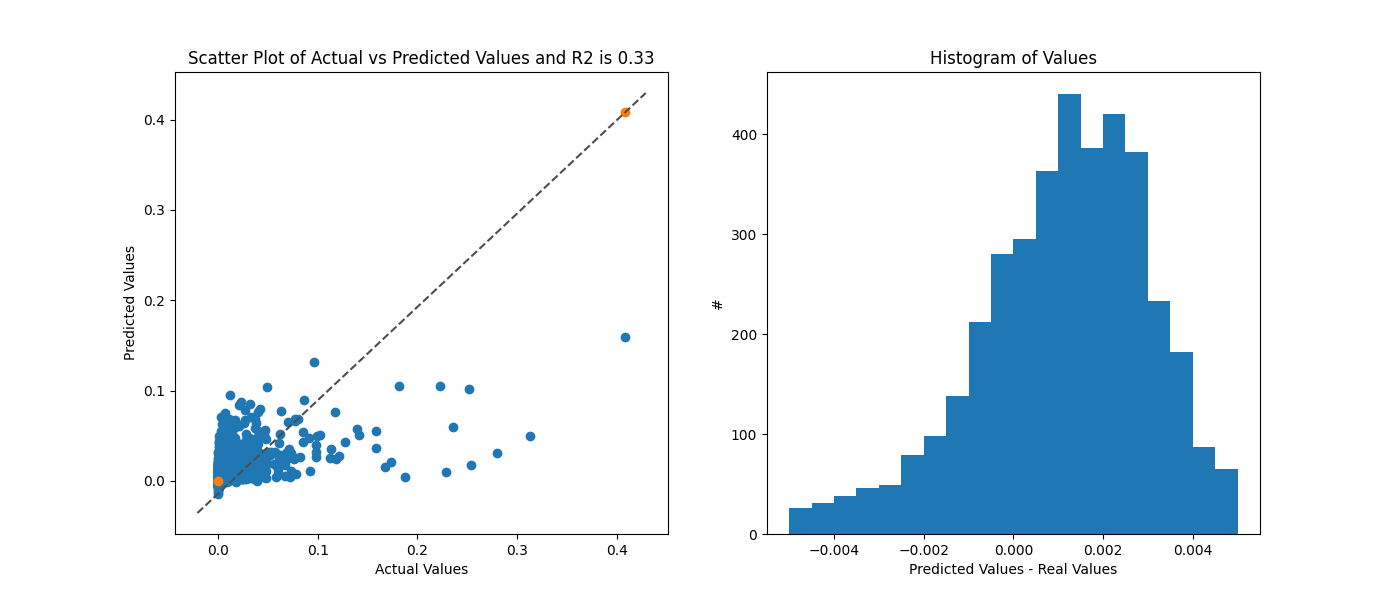 Scatter Plot of Actual vs Predicted Values and R2 is 0.33
0.4
0.3
0.2
0.1
0.0
Predicted Values
0.0 0.1 0.2 0.3 0.4
Actual Values
Histogram of Values
400
300
200
100
0
#
−0.004 −0.002 0.000 0.002 0.004
Predicted Values - Real Values